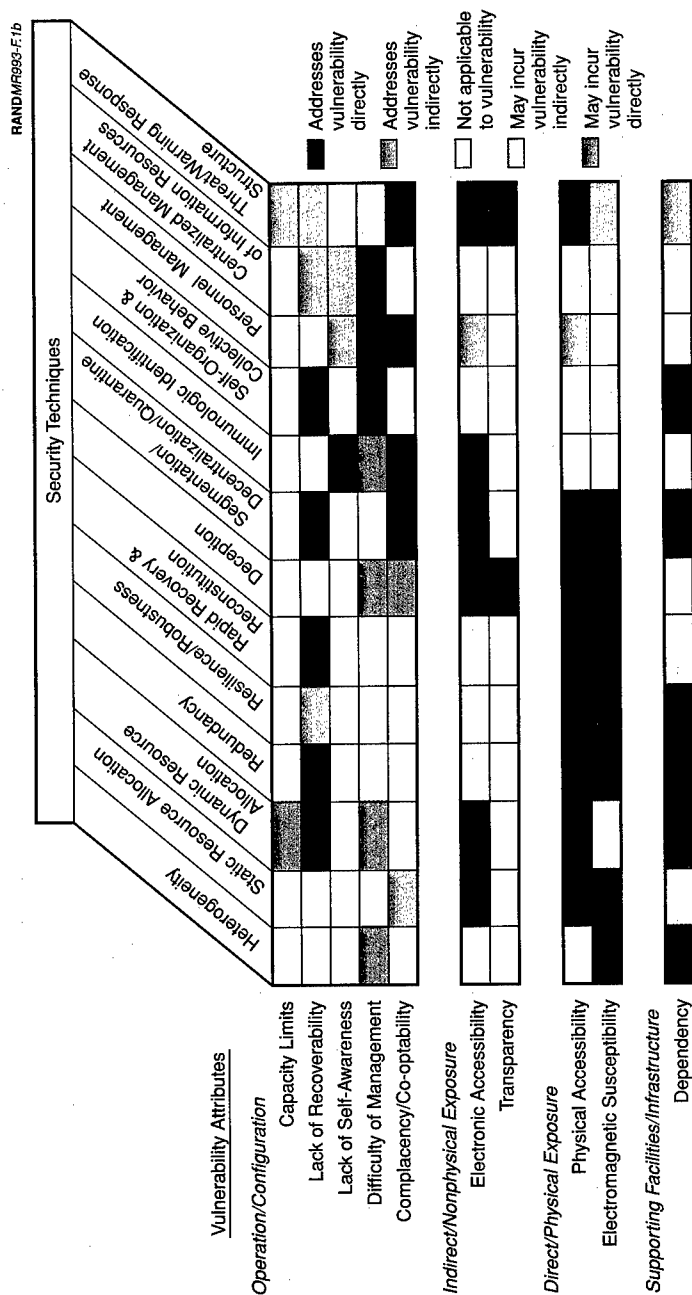 RANDMR993-F.1b
Security Techniques
Heterogeneity
Static Resource Allocation
Dynamic Resource
Allocation
Redundancy
Resilience/Robustness
Rapid Recovery &
Reconstitution
Deception
Segmentation/
Decentralization/Quarantine
Immunologic Identification
Self-Organization &
Collective Behavior
Personnel Management
Centralized Management
of Information Resources
Threat/Warning Response
Structure
Vulnerability Attributes
Operation/Configuration
Capacity Limits
Lack of Recoverability
Lack of Self-Awareness
Difficulty of Management
Complacency/Co-optability
Indirect/Nonphysical Exposure
Electronic Accessibility
Transparency
Direct/Physical Exposure
Physical Accessibility
Electromagnetic Susceptibility
Supporting Facilities/Infrastructure
Dependency
Addresses
vulnerability
directly
Addresses
vulnerability
indirectly
Not applicable
to vulnerability
May incur
vulnerability
indirectly
May incur
vulnerability
directly